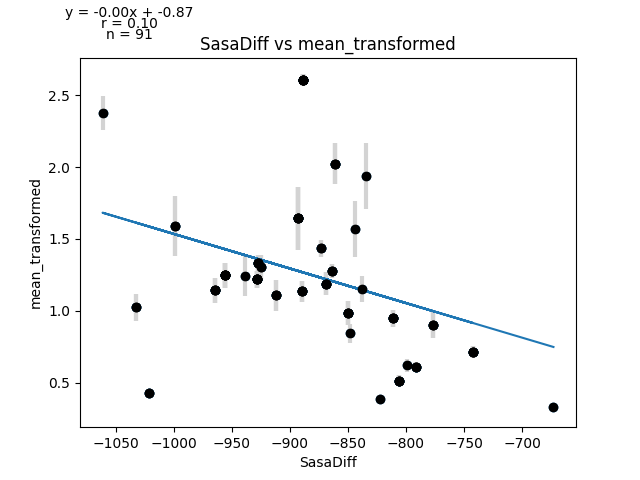 y = -0.00x + -0.87
r = 0.10
n = 91
SasaDiff vs mean_transformed
mean_transformed
2.5
2.0
1.5
1.0
0.5
−1050 −1000 −950 −900 −850 −800 −750 −700
SasaDiff